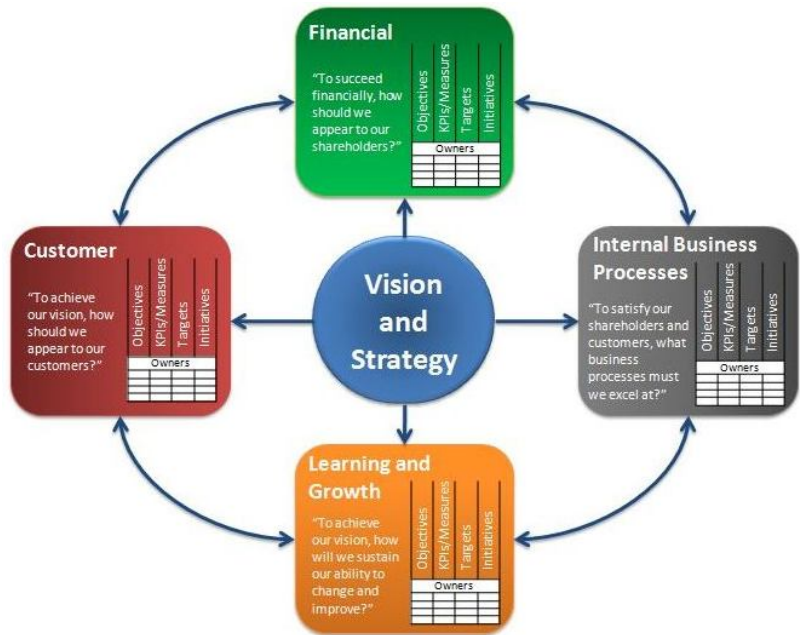 Financial
“To succeed
financially, how
should we
appear to our
shareholders?”
Objectives
KPIs/Measures
Targets
Initiatives
Owners
Customer
“To achieve
our vision, how
should we
appear to our
customers?”
Objectives
KPIs/Measures
Targets
Initiatives
Owners
Vision
and
Strategy
Internal Business
Processes
“To satisfy our
shareholders and
customers, what
business
processes must
we excel at?”
Objectives
KPIs/Measures
Targets
Initiatives
Owners
Learning and
Growth
“To achieve
our vision, how
will we sustain
our ability to
change and
improve?”
Objectives
KPIs/Measures
Targets
Initiatives
Owners